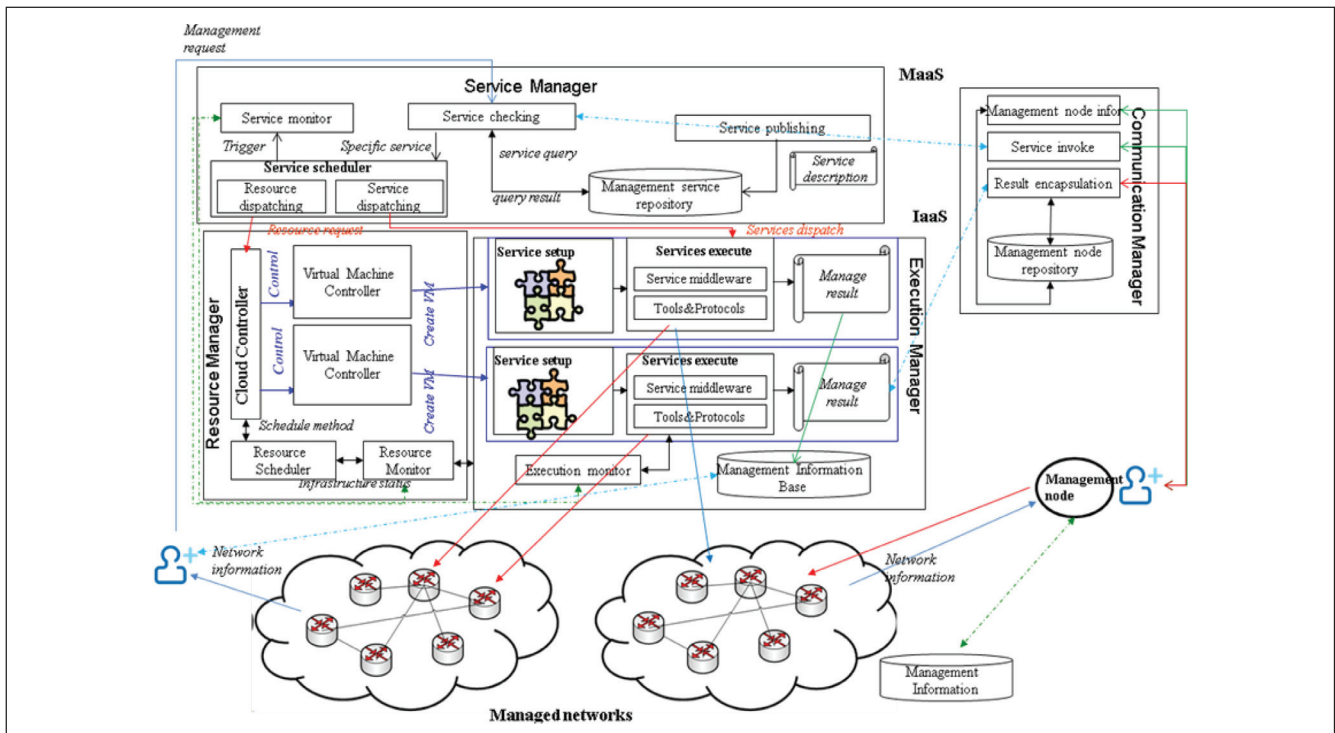 Management
request
MaaS
Service Manager
Service monitor
Service checking
Service publishing
Trigger
Specific service
service query
Service
description
Service scheduler
Resource
dispatching
Service
dispatching
query result
Management service
repository
Management node infor
Service invoke
Result encapsulation
Management node
repository
Communication Manager
IaaS
Resource request
Services dispatch
Resource Manager
Cloud Controller
Control
Virtual Machine
Controller
Create VM
Control
Virtual Machine
Controller
Create VM
Schedule method
Resource
Scheduler
Resource
Monitor
Infrastructure status
Service setup
Services execute
Service middleware
Tools&Protocols
Manage
result
Service setup
Services execute
Service middleware
Tools&Protocols
Manage
result
Execution Manager
Execution monitor
Management Information
Base
Management
node
Network
information
Network
information
Management
Information
Managed networks